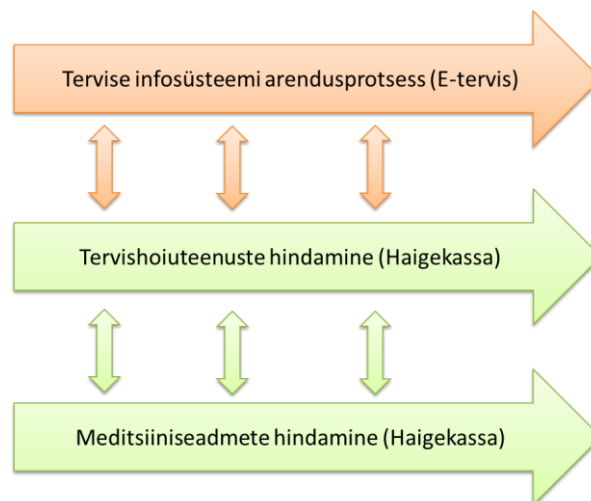 Tervise infosüsteemi arendusprotsess (E-tervis)
Tervishoiuteenuste hindamine (Haigekassa)
Meditsiiniseadmete hindamine (Haigekassa)